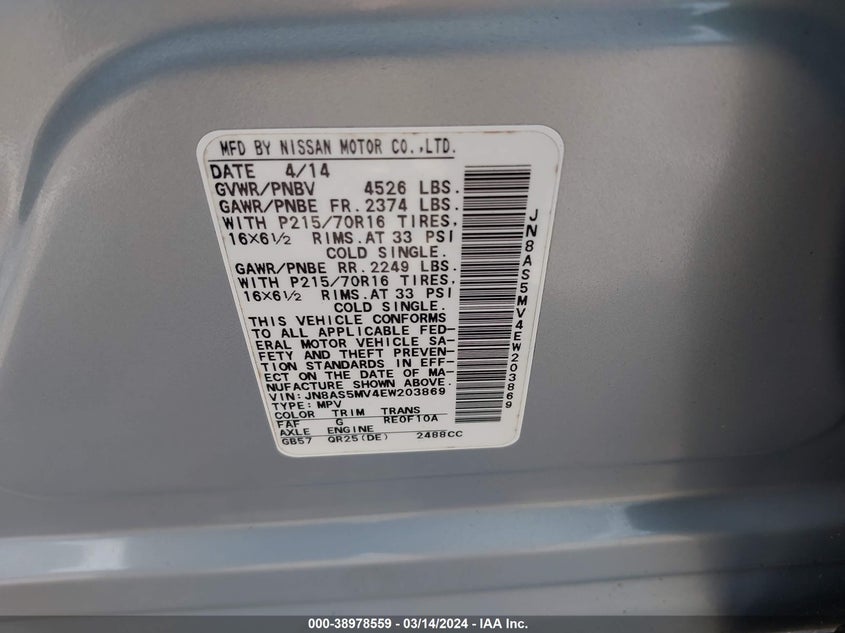 MFD BY NISSAN MOTOR CO.,LTD.
DATE 4/14
GVWR/PNBV 4526 LBS.
GAWR/PNBE FR. 2374 LBS.
WITH P215/70R16 TIRES,
16X6 1/2 RIMS. AT 33 PSI
COLD SINGLE.
GAWR/PNBE RR. 2249 LBS.
WITH P215/70R16 TIRES,
16X6 1/2 RIMS. AT 33 PSI
COLD SINGLE.
THIS VEHICLE CONFORMS
TO ALL APPLICABLE FED-
ERAL MOTOR VEHICLE SA-
FETY AND THEFT PREVEN-
TION STANDARDS IN EFF-
ECT ON THE DATE OF MA-
NUFACTURE SHOWN ABOVE.
VIN: JN8AS5MV4EW203869
TYPE: MPV
COLOR TRIM TRANS
FAF G RE0F10A
AXLE ENGINE
GB57 QR25(DE) 2488CC
JN8AS5MV4EW203869
000-38978559 - 03/14/2024 - IAA Inc.